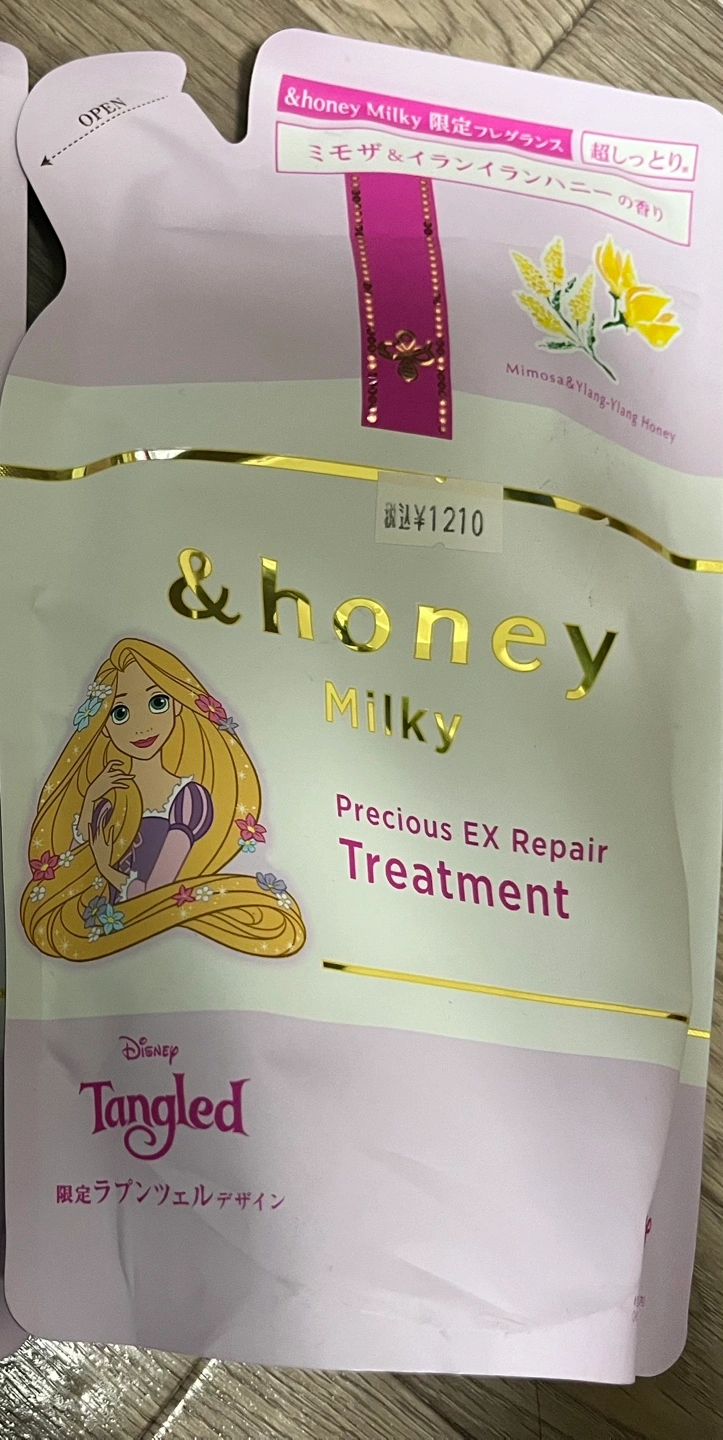 OPEN
&honey Milky 限定フレグランス
超しっとり
ミモザ&イランイランハニーの香り
Mimosa&Ylang-Ylang Honey
税込¥1210
&honey
Milky
Precious EX Repair
Treatment
Disney
Tangled
限定ラプンツェルデザイン